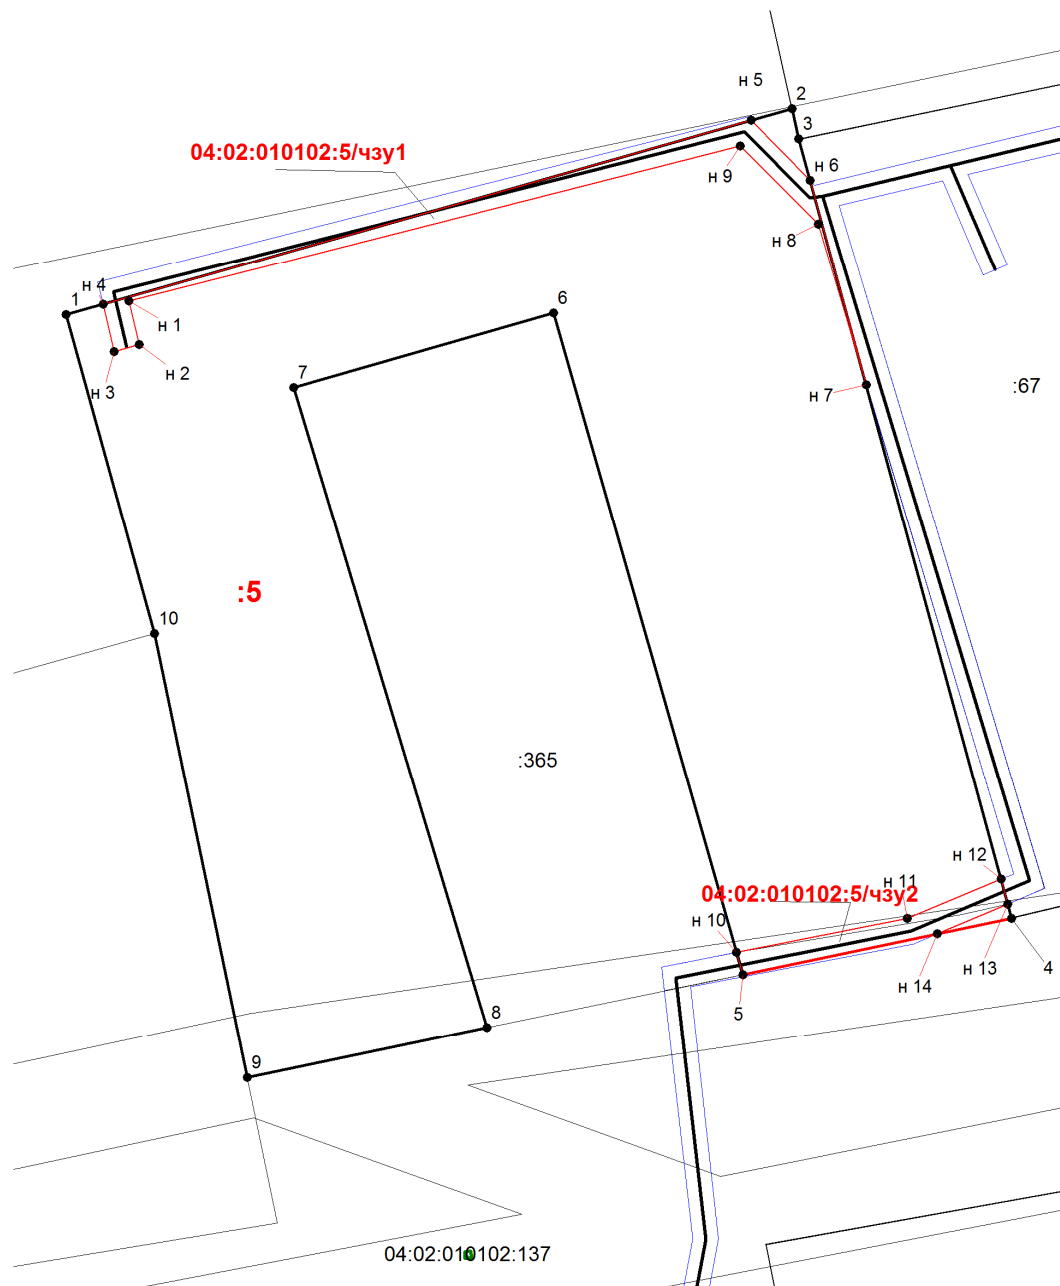 н 5
2
3
04:02:010102:5/чзу1
н 6
н 9
н 8
н 4
1
6
н 1
н 2
7
н 3
н 7
:67
:5
10
:365
н 12
н 11
04:02:010102:5/чзу2
н 10
н 13
4
н 14
5
8
9
04:02:010102:137